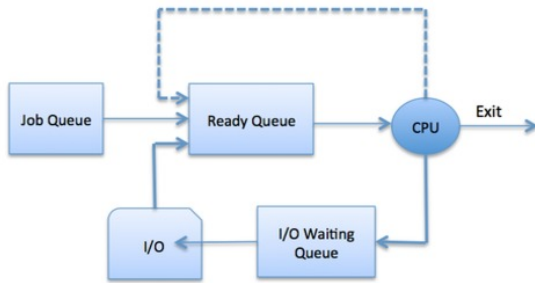 Job Queue
Ready Queue
CPU
Exit
I/O
I/O Waiting
Queue